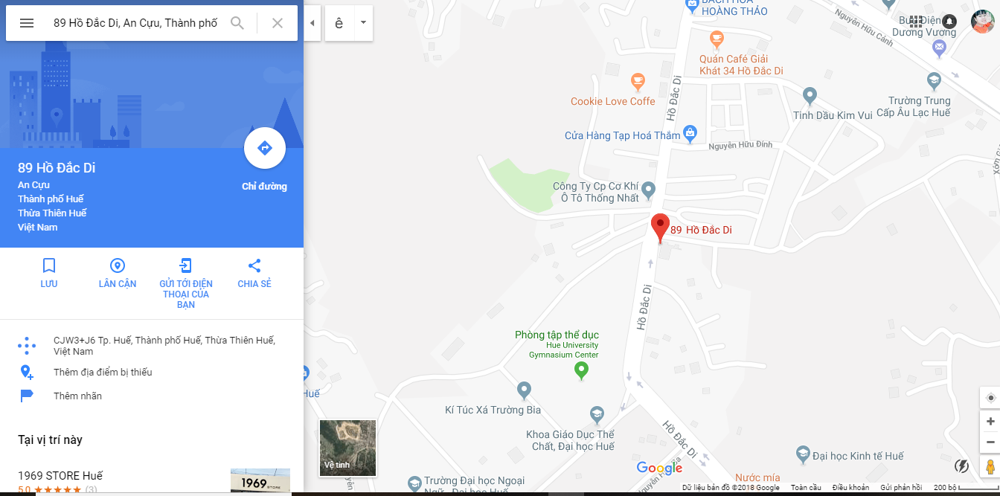 89 Hồ Đắc Di, An Cựu, Thành phố
ê
89 Hồ Đắc Di
An Cựu
Thành phố Huế
Thừa Thiên Huế
Việt Nam
Chỉ đường
LƯU
LÂN CẬN
GỬI TỚI ĐIỆN
THOẠI CỦA
BẠN
CHIA SẺ
CJW3+J6 Tp. Huế, Thành phố Huế, Thừa Thiên Huế,
Việt Nam
Thêm địa điểm bị thiếu
Thêm nhãn
Tại vị trí này
1969 STORE Huế
5,0 ★★★★★ (3)
1969 STORE
BÁCH HÓA
HOÀNG THẢO
Nguyễn Hữu Cảnh
Bưu Điện
Dương Vương
Quán Café Giải
Khát 34 Hồ Đắc Di
Cookie Love Coffe
Hồ Đắc Di
Trường Trung
Cấp Âu Lạc Huế
Tinh Dầu Kim Vui
Cửa Hàng Tạp Hoá Thắm
Nguyễn Hữu Đính
Công Ty Cp Cơ Khí
Ô Tô Thống Nhất
89 Hồ Đắc Di
Hồ Đắc Di
Phòng tập thể dục
Hue University
Gymnasium Center
Huế
Kí Túc Xá Trường Bia
Khoa Giáo Dục Thể
Chất, Đại học Huế
Hồ Đắc Di
Đại học Kinh tế Huế
Vệ tinh
Google
Nước mía
Trường Đại học Ngoại
Ngữ - Đại học Huế
Dữ liệu bản đồ ©2018 Google
Toàn cầu
Điều khoản
Gửi phản hồi
200 bộ